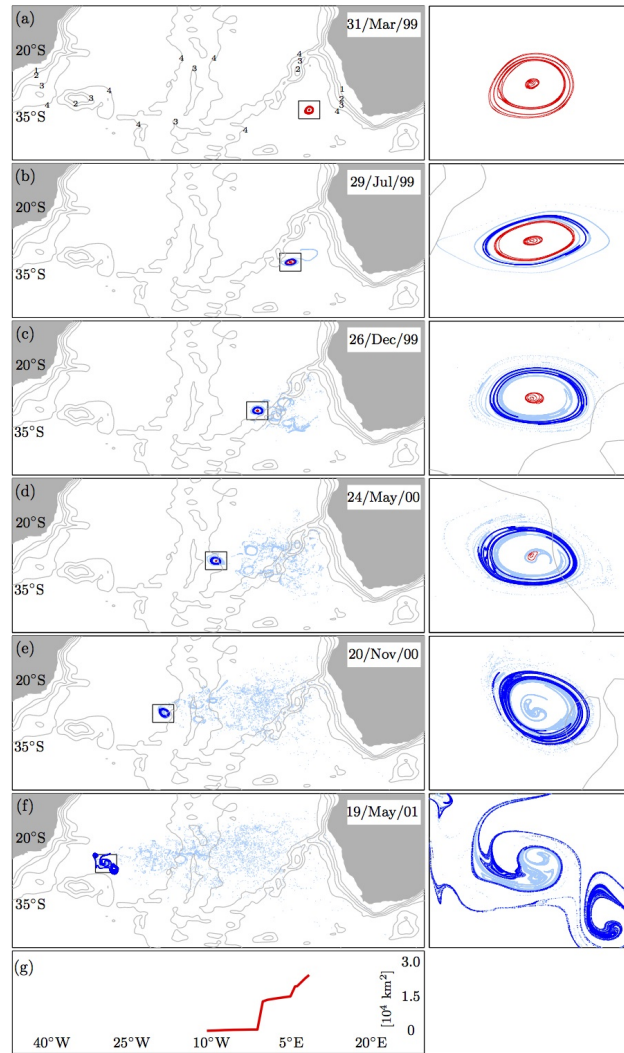 (a)
31/Mar/99
20°S
35°S
4
3
4
4
3
2
1
2
3
4
2
3
4
4
3
4
1
2
3
4
(b)
29/Jul/99
20°S
35°S
(c)
26/Dec/99
20°S
35°S
(d)
24/May/00
20°S
35°S
(e)
20/Nov/00
20°S
35°S
(f)
19/May/01
20°S
35°S
(g)
3.0
1.5
0
[10⁴ km²]
40°W 25°W 10°W 5°E 20°E